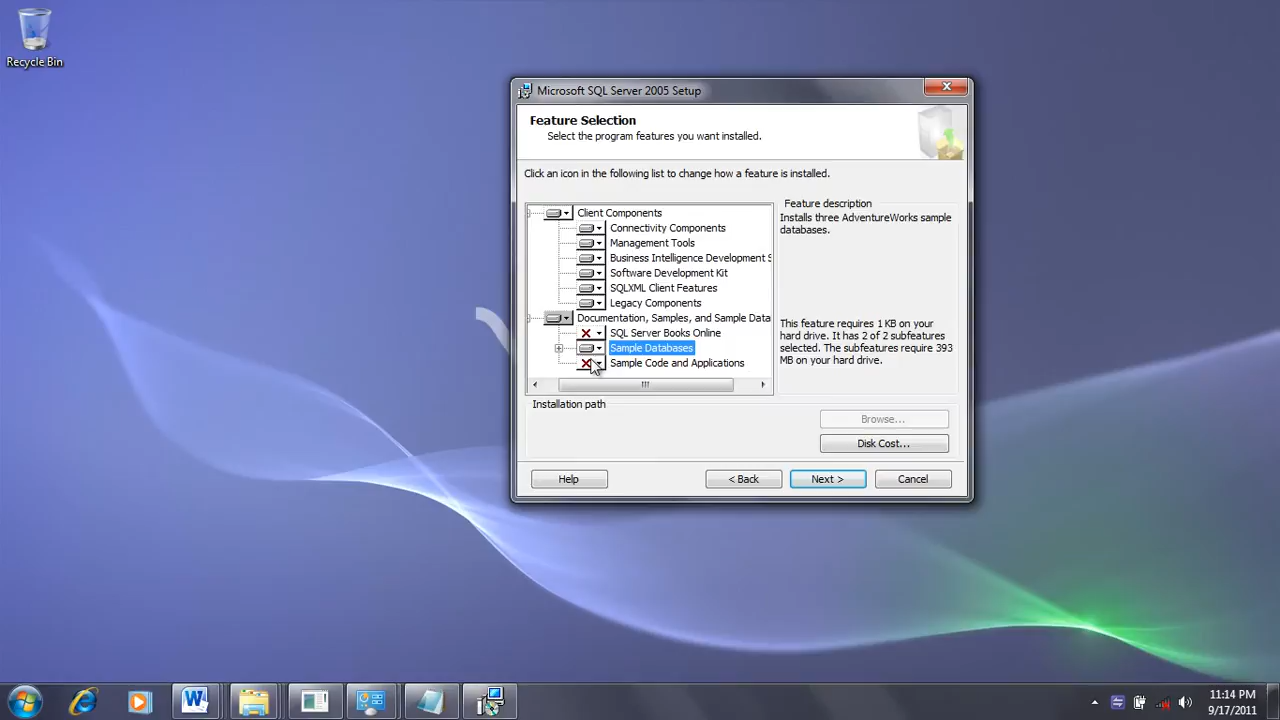 Recycle Bin
Microsoft SQL Server 2005 Setup
Feature Selection
Select the program features you want installed.
Click an icon in the following list to change how a feature is installed.
Client Components
Connectivity Components
Management Tools
Business Intelligence Development S
Software Development Kit
SQLXML Client Features
Legacy Components
Documentation, Samples, and Sample Data
SQL Server Books Online
Sample Databases
Sample Code and Applications
Feature description
Installs three AdventureWorks sample
databases.
This feature requires 1 KB on your
hard drive. It has 2 of 2 subfeatures
selected. The subfeatures require 393
MB on your hard drive.
Installation path
Browse...
Disk Cost...
Help
< Back
Next >
Cancel
11:14 PM
9/17/2011